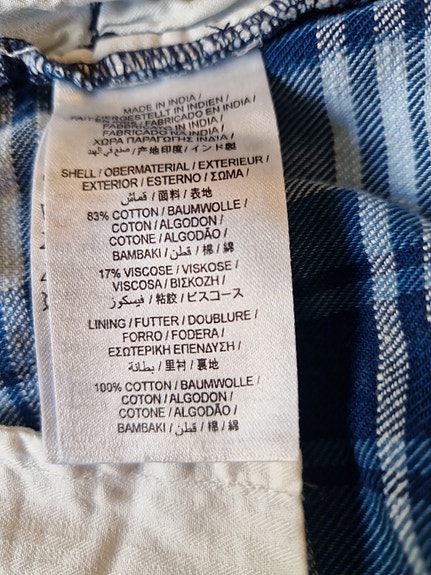 MADE IN INDIA /
HERGESTELLT IN INDIEN /
FABRIQUÉ / FABRICADO EN INDIA /
FABRICADO NA INDIA /
ΧΩΡΑ ΠΑΡΑΓΩΓΗΣ ΙΝΔΙΑ /
صنع في الهند / 产地印度 / インド製
SHELL / OBERMATERIAL / EXTERIEUR /
EXTERIOR / ESTERNO / ΣΩΜΑ /
قماش / 面料 / 表地
83% COTTON / BAUMWOLLE /
COTON / ALGODON /
COTONE / ALGODÃO /
BAMBAKI / قطن / 棉 / 綿
17% VISCOSE / VISKOSE /
VISCOSA / ΒΙΣΚΟΖΗ /
فيسكوز / 粘胶 / ビスコース
LINING / FUTTER / DOUBLURE /
FORRO / FODERA /
ΕΣΩΤΕΡΙΚΗ ΕΠΕΝΔΥΣΗ /
بطانة / 里衬 / 裏地
100% COTTON / BAUMWOLLE /
COTON / ALGODON /
COTONE / ALGODÃO /
BAMBAKI / قطن / 棉 / 綿